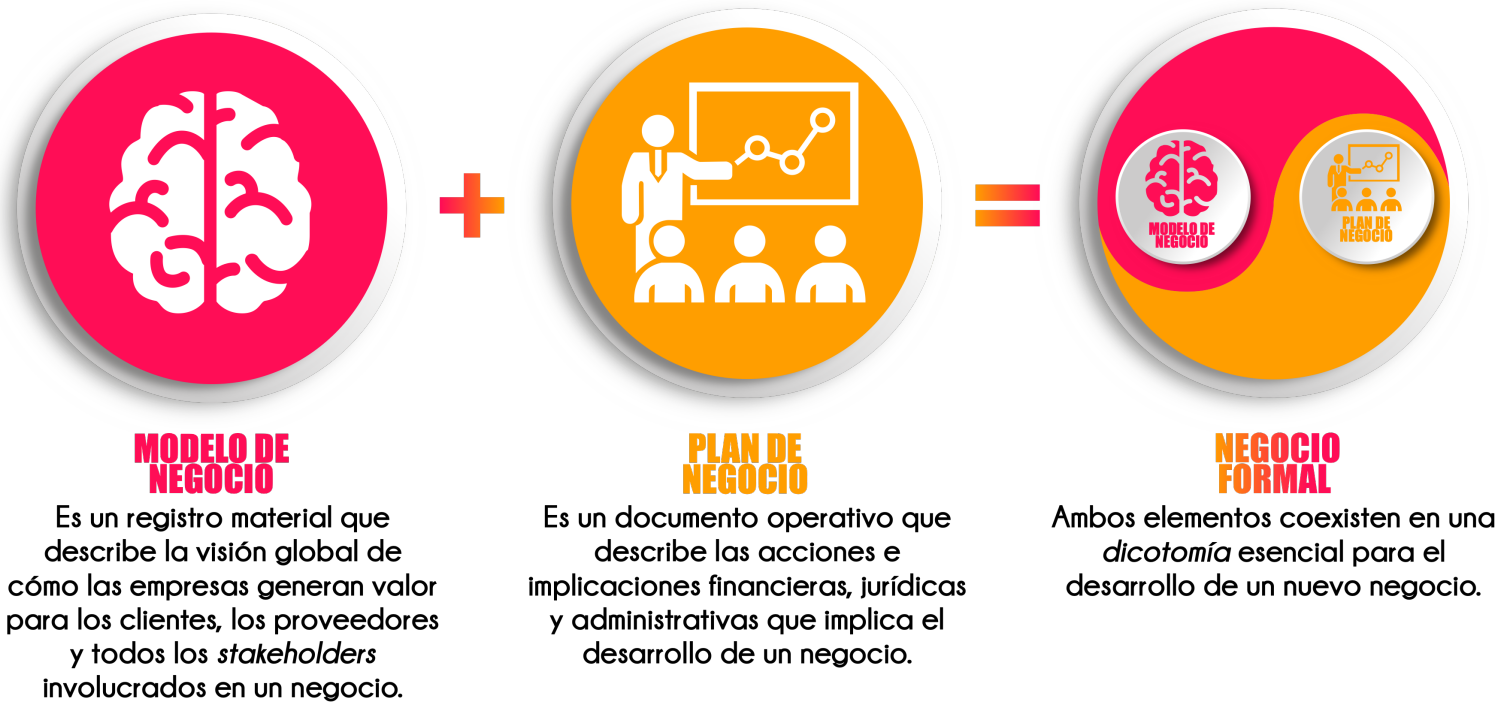 MODELO DE
NEGOCIO
PLAN DE
NEGOCIO
MODELO DE
NEGOCIO
Es un registro material que
describe la visión global de
cómo las empresas generan valor
para los clientes, los proveedores
y todos los stakeholders
involucrados en un negocio.
PLAN DE
NEGOCIO
Es un documento operativo que
describe las acciones e
implicaciones financieras, jurídicas
y administrativas que implica el
desarrollo de un negocio.
NEGOCIO
FORMAL
Ambos elementos coexisten en una
dicotomía esencial para el
desarrollo de un nuevo negocio.